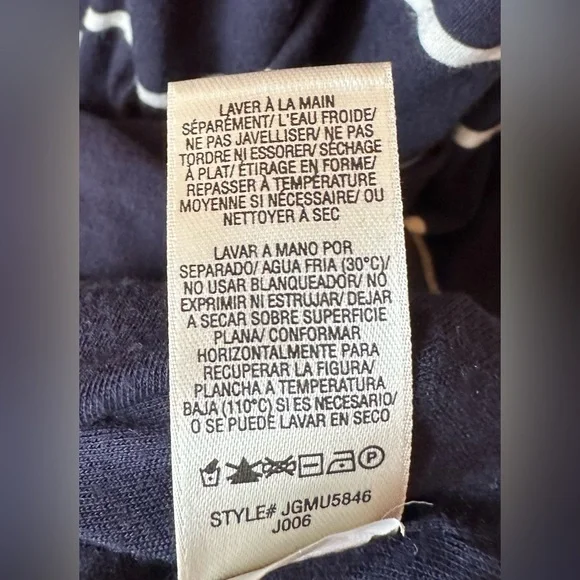 LAVER À LA MAIN
SÉPARÉMENT/ L'EAU FROIDE/
NE PAS JAVELLISER/ NE PAS
TORDRE NI ESSORER/ SÉCHAGE
À PLAT/ ÉTIRAGE EN FORME/
REPASSER À TEMPÉRATURE
MOYENNE SI NÉCESSAIRE/ OU
NETTOYER À SEC
LAVAR A MANO POR
SEPARADO/ AGUA FRIA (30°C)/
NO USAR BLANQUEADOR/ NO
EXPRIMIR NI ESTRUJAR/ DEJAR
A SECAR SOBRE SUPERFICIE
PLANA/ CONFORMAR
HORIZONTALMENTE PARA
RECUPERAR LA FIGURA/
PLANCHA A TEMPERATURA
BAJA (110°C) SI ES NECESARIO/
O SE PUEDE LAVAR EN SECO
P
STYLE# JGMU5846
J006